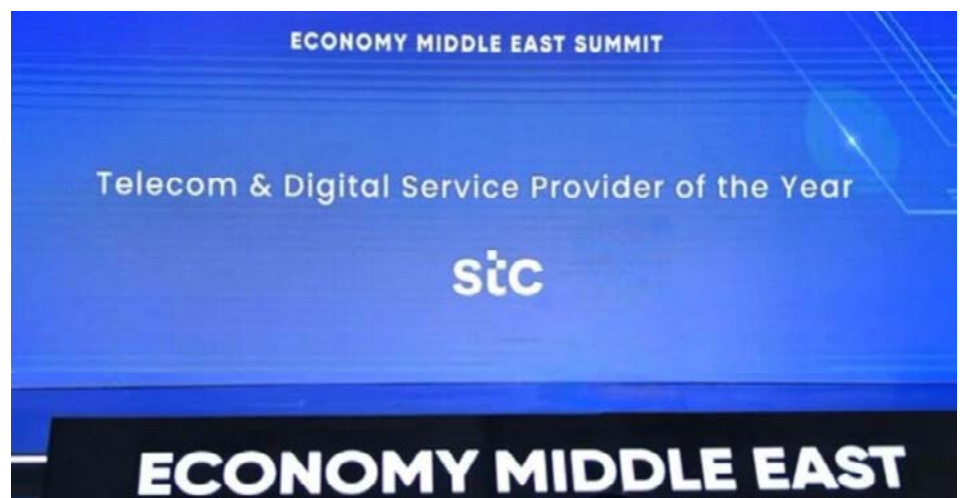 ECONOMY MIDDLE EAST SUMMIT
Telecom & Digital Service Provider of the Year
stc
ECONOMY MIDDLE EAST